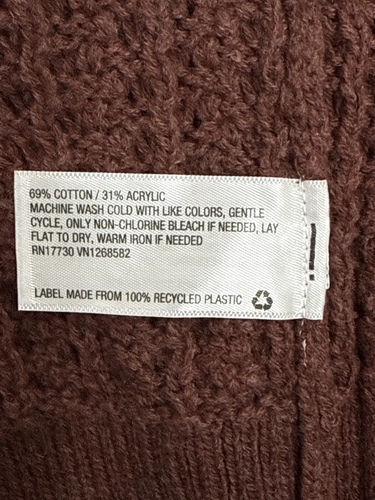 69% COTTON / 31% ACRYLIC
MACHINE WASH COLD WITH LIKE COLORS, GENTLE
CYCLE, ONLY NON-CHLORINE BLEACH IF NEEDED, LAY
FLAT TO DRY, WARM IRON IF NEEDED
RN17730 VN1268582
LABEL MADE FROM 100% RECYCLED PLASTIC